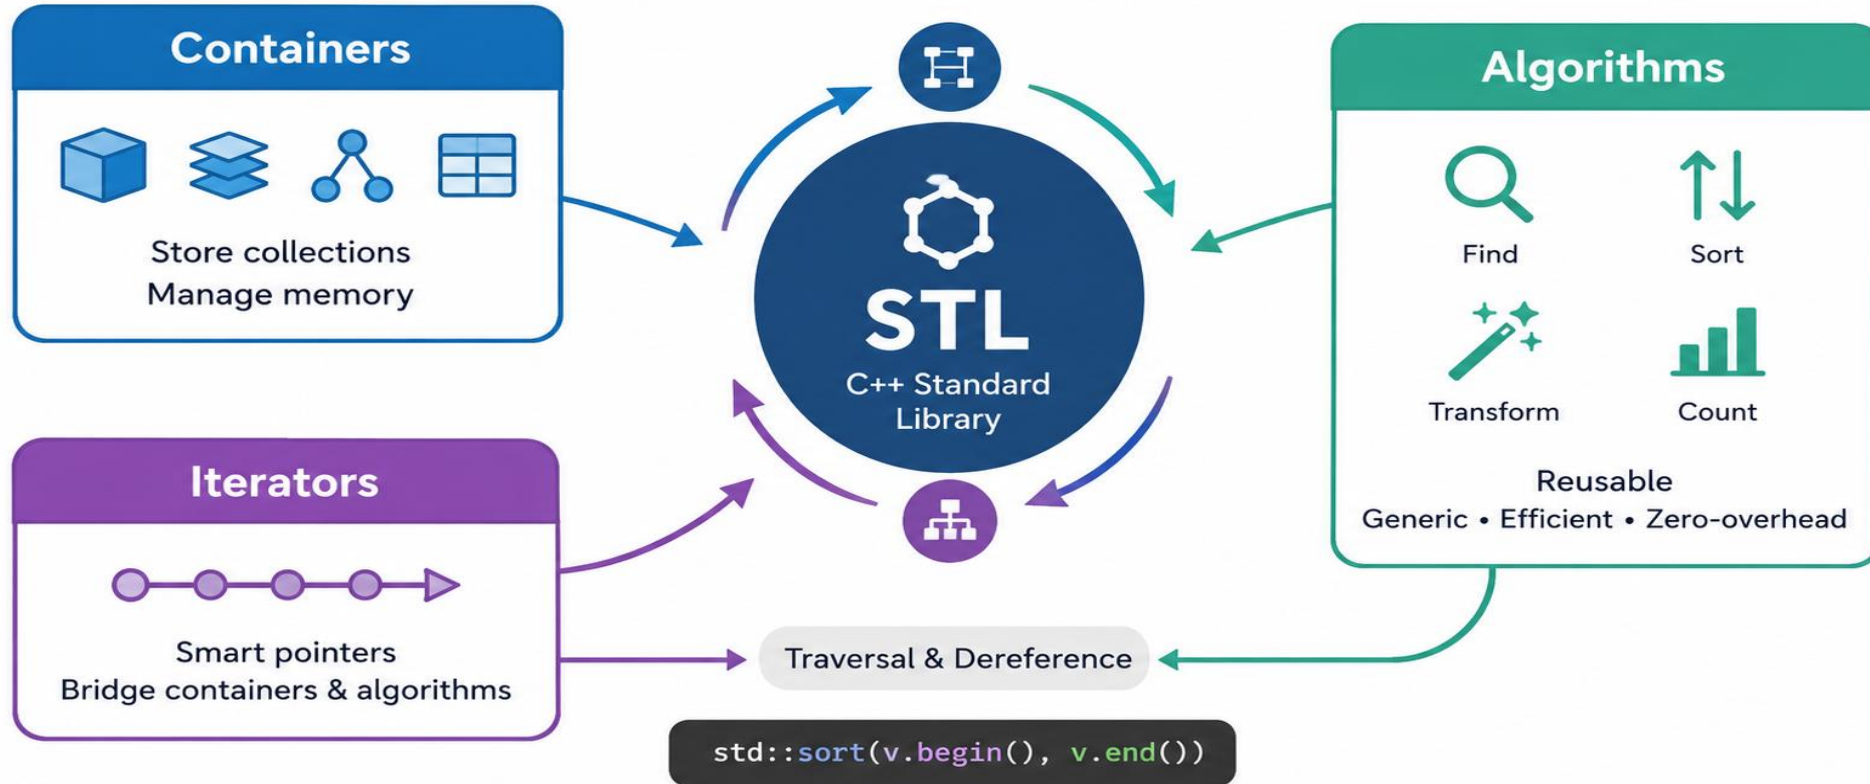 Containers
Store collections
Manage memory
Iterators
Smart pointers
Bridge containers & algorithms
STL
C++ Standard
Library
Algorithms
Find
Sort
Transform
Count
Reusable
Generic • Efficient • Zero-overhead
Traversal & Dereference
std::sort(v.begin(), v.end())